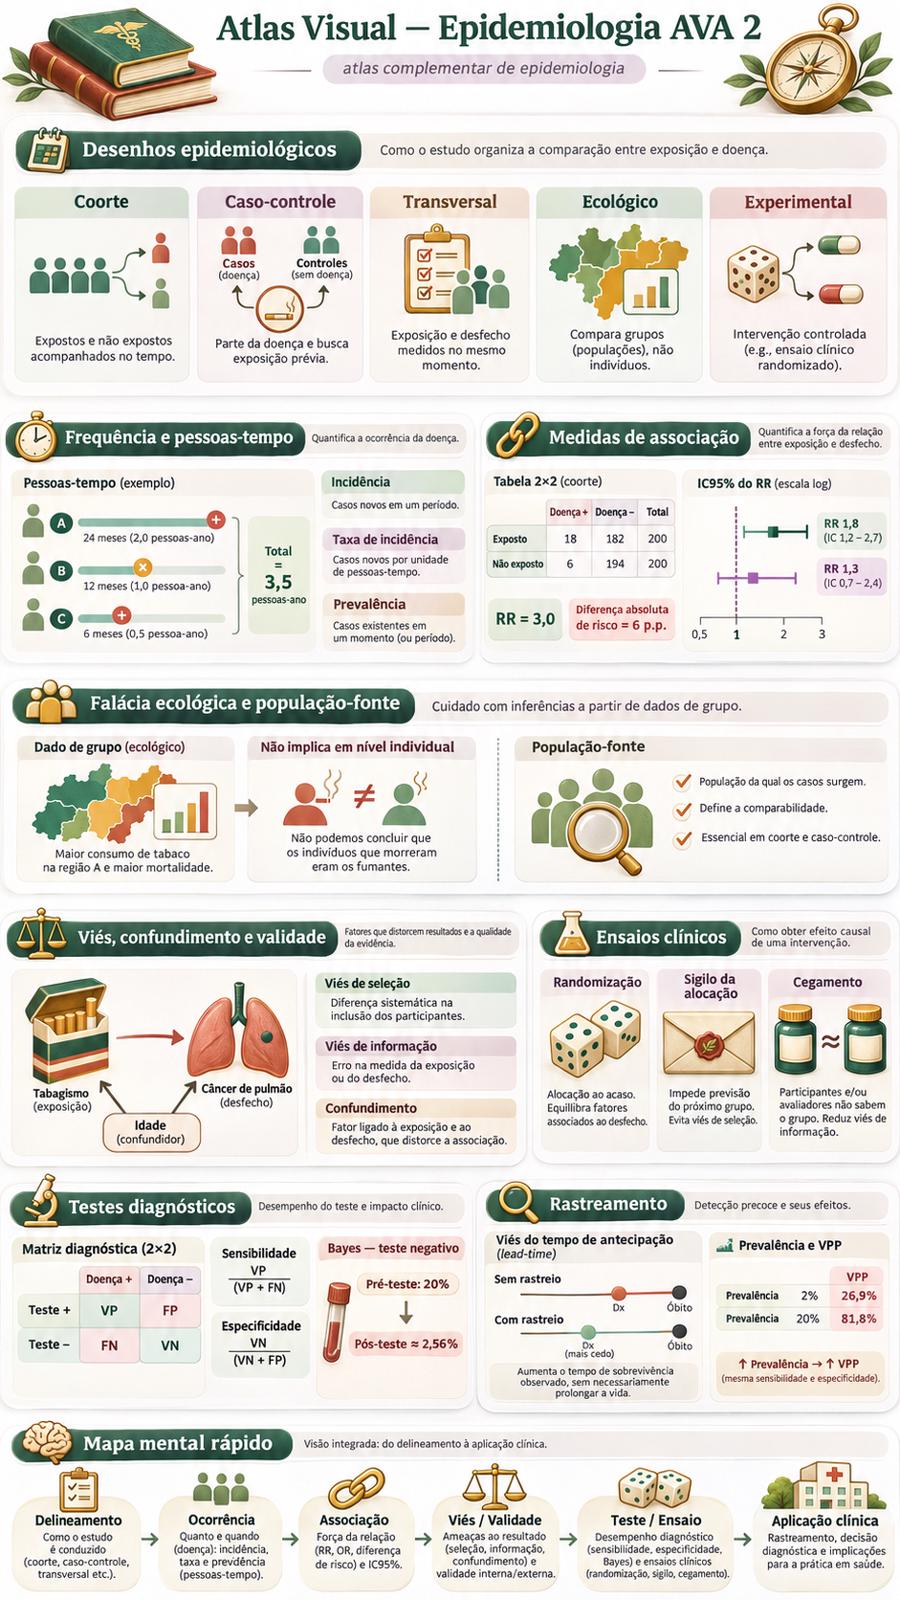 Atlas Visual — Epidemiologia AVA 2
atlas complementar de epidemiologia
Desenhos epidemiológicos
Como o estudo organiza a comparação entre exposição e doença.
Coorte
Expostos e não expostos
acompanhados no tempo.
Caso-controle
Casos
(doença)
Controles
(sem doença)
Parte da doença e busca
exposição prévia.
Transversal
Exposição e desfecho
medidos no mesmo
momento.
Ecológico
Compara grupos
(populações), não
indivíduos.
Experimental
Intervenção controlada
(e.g., ensaio clínico
randomizado).
Frequência e pessoas-tempo
Quantifica a ocorrência da doença.
Pessoas-tempo (exemplo)
A
24 meses (2,0 pessoa-ano)
B
12 meses (1,0 pessoa-ano)
C
6 meses (0,5 pessoa-ano)
Total
=
3,5
pessoas-ano
Incidência
Casos novos em um período.
Taxa de incidência
Casos novos por unidade
de pessoas-tempo.
Prevalência
Casos existentes em
um momento (ou período).
Medidas de associação
Quantifica a força da relação
entre exposição e desfecho.
Tabela 2×2 (coorte)
Doença + Doença – Total
Exposto 18 182 200
Não exposto 6 194 200
RR = 3,0
Diferença absoluta
de risco = 6 p.p.
IC95% do RR (escala log)
RR 1,8
(IC 1,2 – 2,7)
RR 1,3
(IC 0,7 – 2,4)
0,5 1 2 3
Falácia ecológica e população-fonte
Cuidado com inferências a partir de dados de grupo.
Dado de grupo (ecológico)
Maior consumo de tabaco
na região A e maior mortalidade.
Não implica em nível individual
≠
Não podemos concluir que
os indivíduos que morreram
eram os fumantes.
População-fonte
População da qual os casos surgem.
Define a comparabilidade.
Essencial em coorte e caso-controle.
Viés, confundimento e validade
Fatores que distorcem resultados e a qualidade
da evidência.
Tabagismo
(exposição)
Câncer de pulmão
(desfecho)
Idade
(confundidor)
Viés de seleção
Diferença sistemática na
inclusão dos participantes.
Viés de informação
Erro na medida da exposição
ou do desfecho.
Confundimento
Fator ligado à exposição e ao
desfecho, que distorce a associação.
Ensaios clínicos
Como obter efeito causal
de uma intervenção.
Randomização
Alocação ao acaso.
Equillibra fatores
associados ao desfecho.
Sigilo da
alocação
Impede previsão
do próximo grupo.
Evita viés de seleção.
Cegamento
≈
Participantes e/ou
avaliadores não sabem
o grupo. Reduz viés de
informação.
Testes diagnósticos
Desempenho do teste e impacto clínico.
Matriz diagnóstica (2×2)
Doença + Doença –
Teste + VP FP
Teste – FN VN
Sensibilidade
VP
(VP + FN)
Especificidade
VN
(VN + FP)
Bayes — teste negativo
Pré-teste: 20%
Pós-teste ≈ 2,56%
Rastreamento
Detecção precoce e seus efeitos.
Viés do tempo de antecipação
(lead-time)
Sem rastreio
Dx Óbito
Com rastreio
Dx Óbito
(mais cedo)
Aumenta o tempo de sobrevivência
observado, sem necessariamente
prolongar a vida.
Prevalência e VPP
VPP
Prevalência 2% 26,9%
Prevalência 20% 81,8%
↑ Prevalência → ↑ VPP
(mesma sensibilidade e especificidade).
Mapa mental rápido
Visão integrada: do delineamento à aplicação clínica.
Delineamento
Como o estudo
é conduzido
(coorte, caso-controle,
transversal etc.).
Ocorrência
Quanto e quando
(doença): incidência,
taxa e
(pessoas-tempo).
Associação
Força da relação
(RR, OR, diferença
de risco) e IC95%.
Viés / Validade
Ameaças ao resultado
(seleção, informação,
confundimento) e
validade interna/externa.
Teste / Ensaio
Desempenho diagnóstico
(sensibilidade, especificidade,
Bayes) e ensaios clínicos
(randomização, sigilo, cegamento).
Aplicação clínica
Rastreamento, decisão
diagnóstica e implicações
para a prática em saúde.